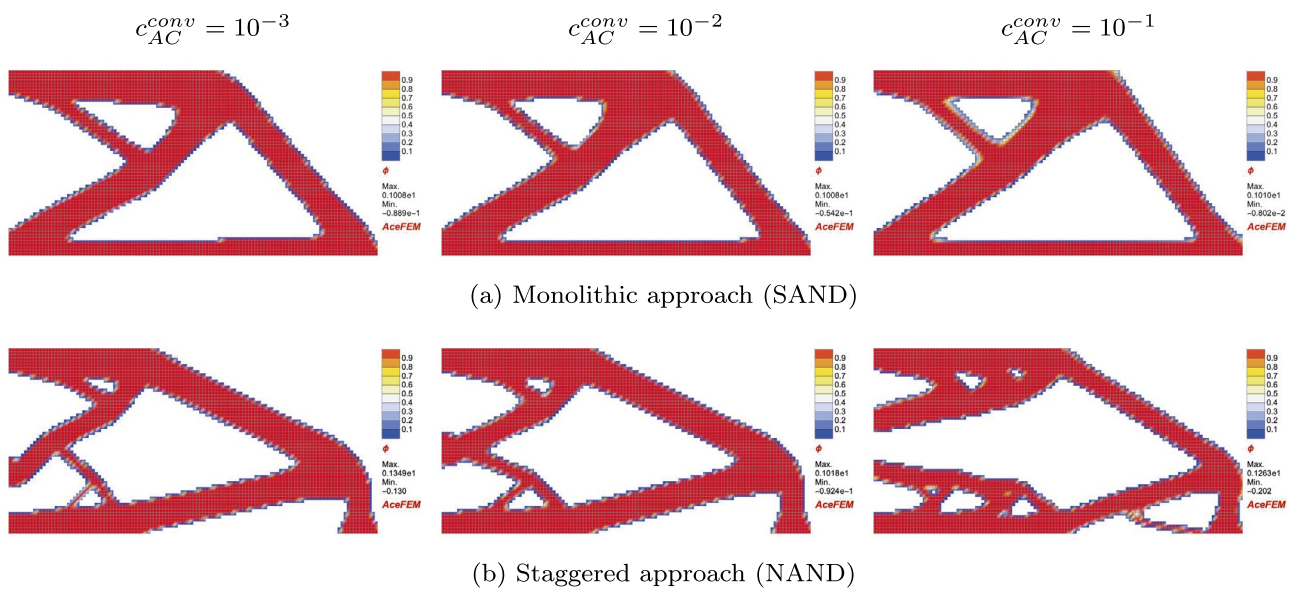 c_{AC}^{conv} = 10^{-3}
c_{AC}^{conv} = 10^{-2}
c_{AC}^{conv} = 10^{-1}
0.9
0.8
0.7
0.6
0.5
0.4
0.3
0.2
0.1
ϕ
Max.
0.1008e1
Min.
-0.889e-1
AceFEM
0.9
0.8
0.7
0.6
0.5
0.4
0.3
0.2
0.1
ϕ
Max.
0.1008e1
Min.
-0.542e-1
AceFEM
0.9
0.8
0.7
0.6
0.5
0.4
0.3
0.2
0.1
ϕ
Max.
0.1010e1
Min.
-0.802e-2
AceFEM
(a) Monolithic approach (SAND)
0.9
0.8
0.7
0.6
0.5
0.4
0.3
0.2
0.1
ϕ
Max.
0.1349e1
Min.
-0.130
AceFEM
0.9
0.8
0.7
0.6
0.5
0.4
0.3
0.2
0.1
ϕ
Max.
0.1018e1
Min.
-0.924e-1
AceFEM
0.9
0.8
0.7
0.6
0.5
0.4
0.3
0.2
0.1
ϕ
Max.
0.1263e1
Min.
-0.202
AceFEM
(b) Staggered approach (NAND)